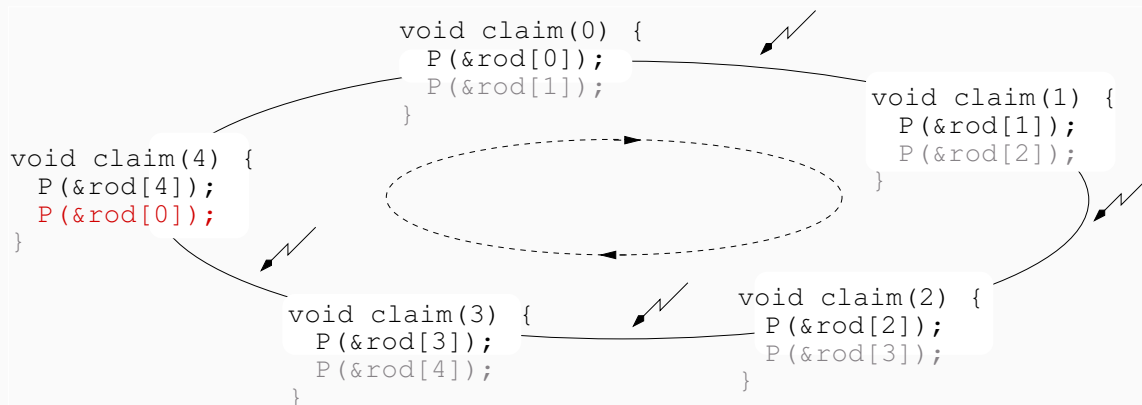 void claim(0) {
  P(&rod[0]);
  P(&rod[1]);
}
void claim(1) {
  P(&rod[1]);
  P(&rod[2]);
}
void claim(4) {
  P(&rod[4]);
  P(&rod[0]);
}
void claim(2) {
  P(&rod[2]);
  P(&rod[3]);
}
void claim(3) {
  P(&rod[3]);
  P(&rod[4]);
}